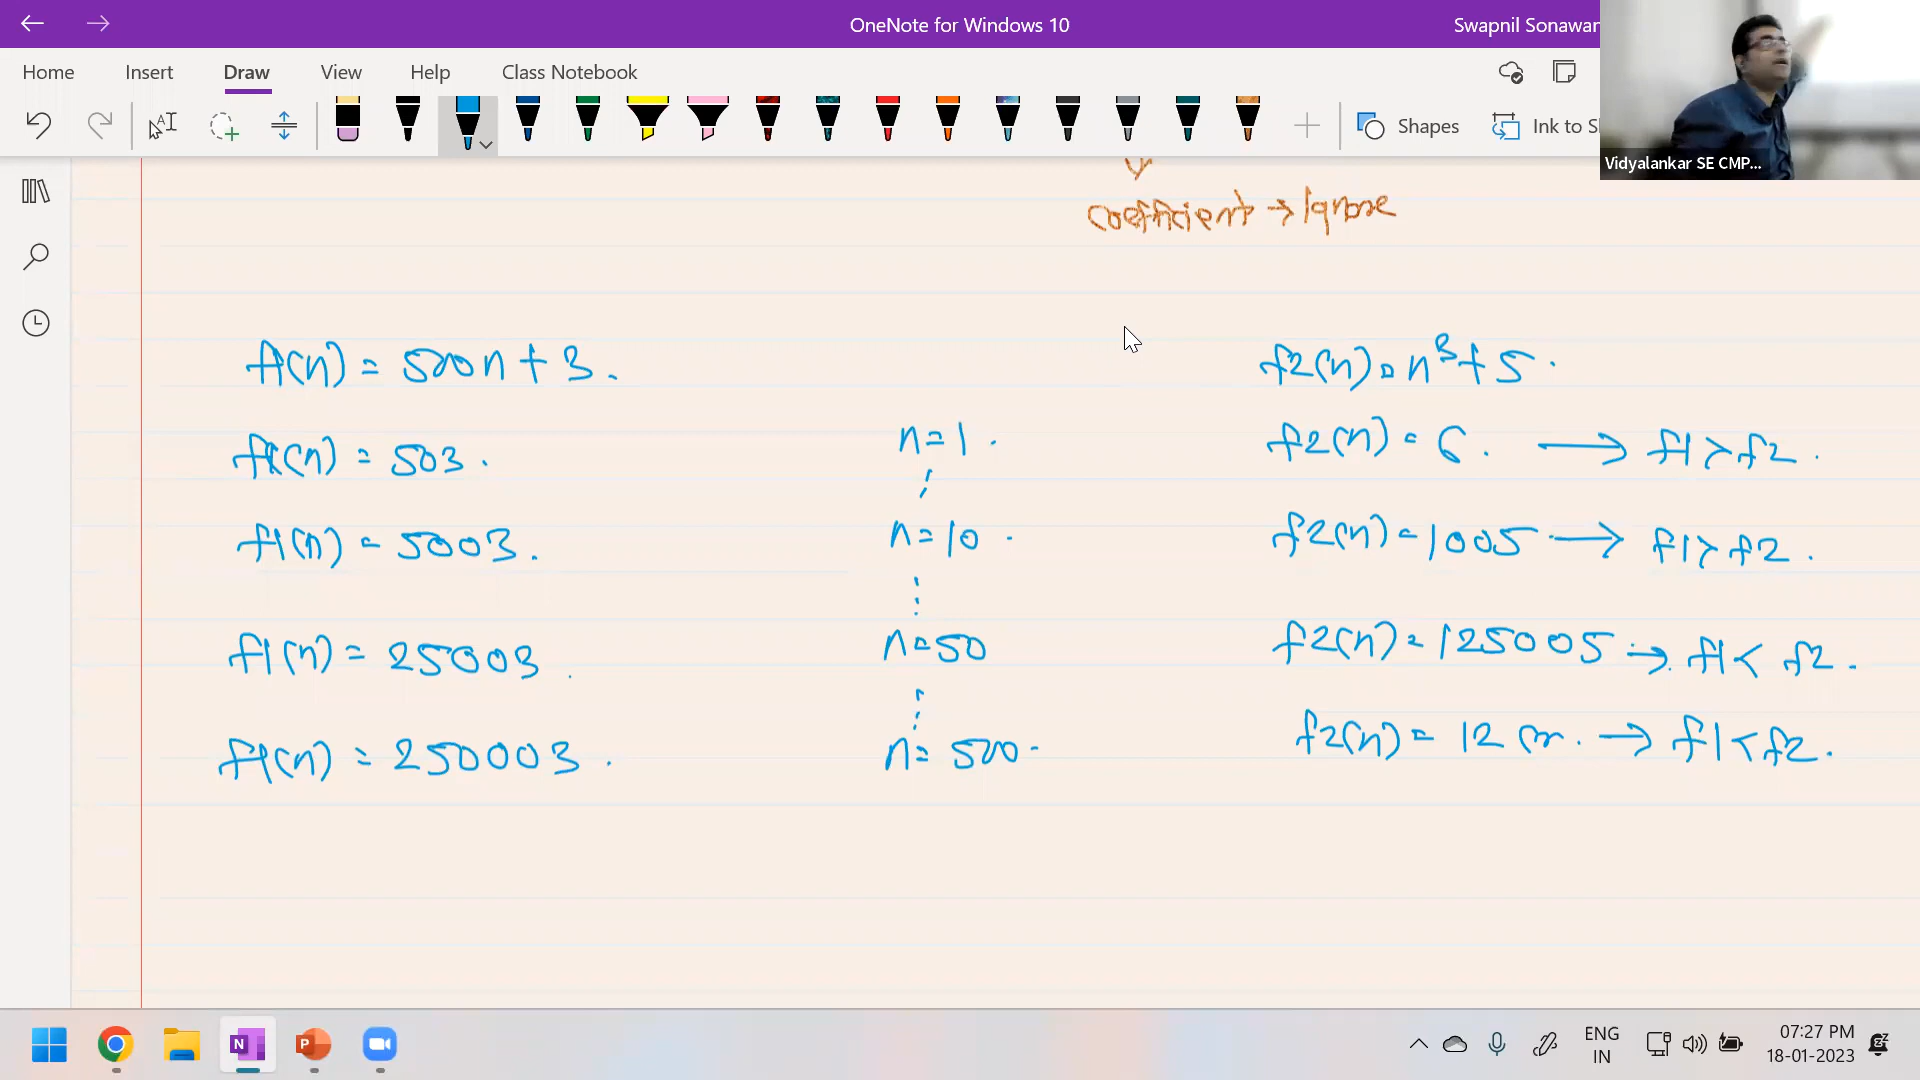 OneNote for Windows 10
Swapnil Sonawan
Home Insert Draw View Help Class Notebook
Shapes
Ink to S
Vidyalankar SE CMP...
coefficient → Ignore
f1(n) = 500n + 3.
f2(n) = n³ + 5.
f1(n) = 503.
n=1.
f2(n) = 6. → f1 > f2.
f1(n) = 5003.
n=10.
f2(n) = 1005 → f1 > f2.
f1(n) = 25003.
n=50
f2(n) = 125005 → f1 < f2.
f1(n) = 250003.
n= 500.
f2(n) = 12 Cr. → f1 < f2.
ENG
IN
07:27 PM
18-01-2023